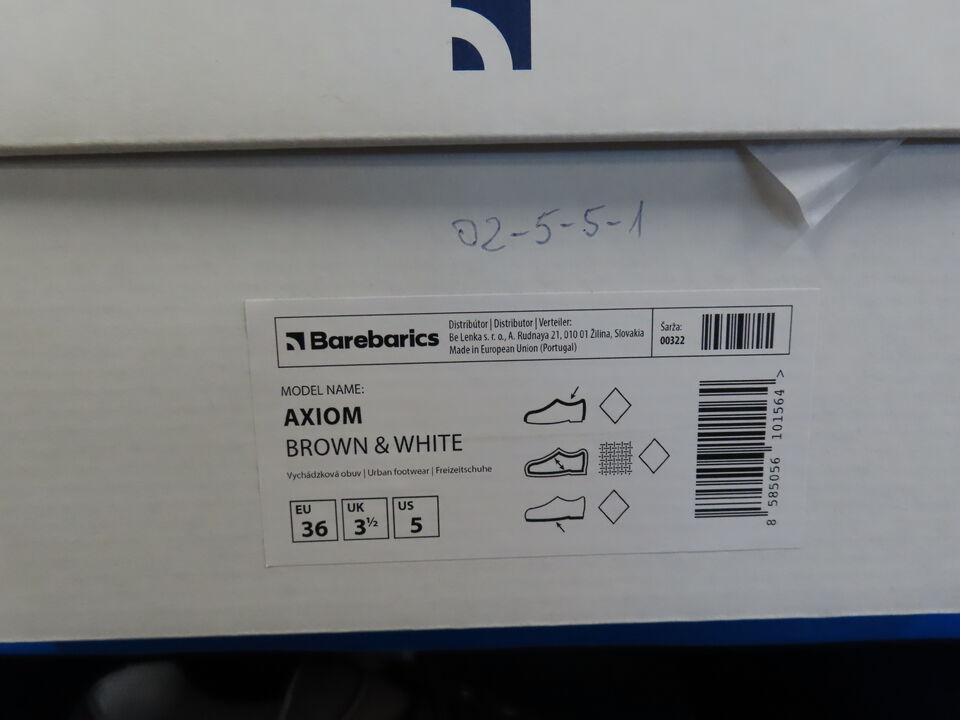 02-5-5-1
Barebarics
Distribútor | Distributor | Verteiler:
Be Lenka s. r. o., A. Rudnaya 21, 010 01 Žilina, Slovakia
Made in European Union (Portugal)
Šarža:
00322
MODEL NAME:
AXIOM
BROWN & WHITE
Vychádzková obuv | Urban footwear | Freizeitschuhe
EU UK US
36 3½ 5
8 585056 101564 >